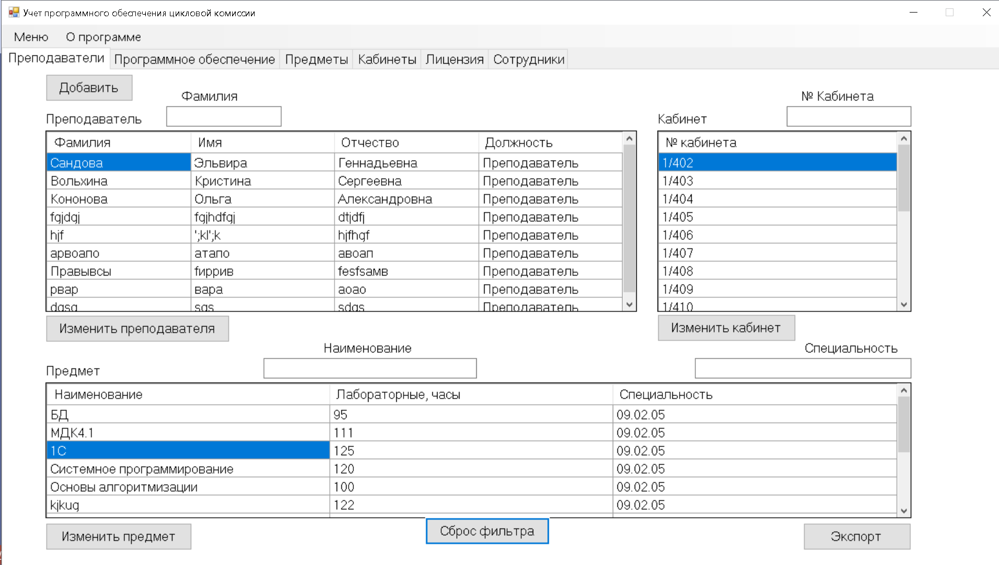 Учет программного обеспечения цикловой комиссии
Меню О программе
Преподаватели Программное обеспечение Предметы Кабинеты Лицензия Сотрудники
Добавить
Фамилия № Кабинета
Преподаватель Кабинет
Фамилия Имя Отчество Должность № кабинета
Сандова Эльвира Геннадьевна Преподаватель 1/402
Вольхина Кристина Сергеевна Преподаватель 1/403
Кононова Ольга Александровна Преподаватель 1/404
fgjdgj fgjhdfgj dtjdfj Преподаватель 1/405
hjf ';kl';k hjfhgf Преподаватель 1/406
арвоапо атапо авоап Преподаватель 1/407
Правывсы fиррив fesfsамв Преподаватель 1/408
рвар вара аоао Преподаватель 1/409
dgsg sgs sdgs Преподаватель 1/410
Изменить преподавателя Изменить кабинет
Наименование Специальность
Предмет
Наименование Лабораторные, часы Специальность
БД 95 09.02.05
МДК4.1 111 09.02.05
1С 125 09.02.05
Системное программирование 120 09.02.05
Основы алгоритмизации 100 09.02.05
kjkug 122 09.02.05
Изменить предмет Сброс фильтра Экспорт